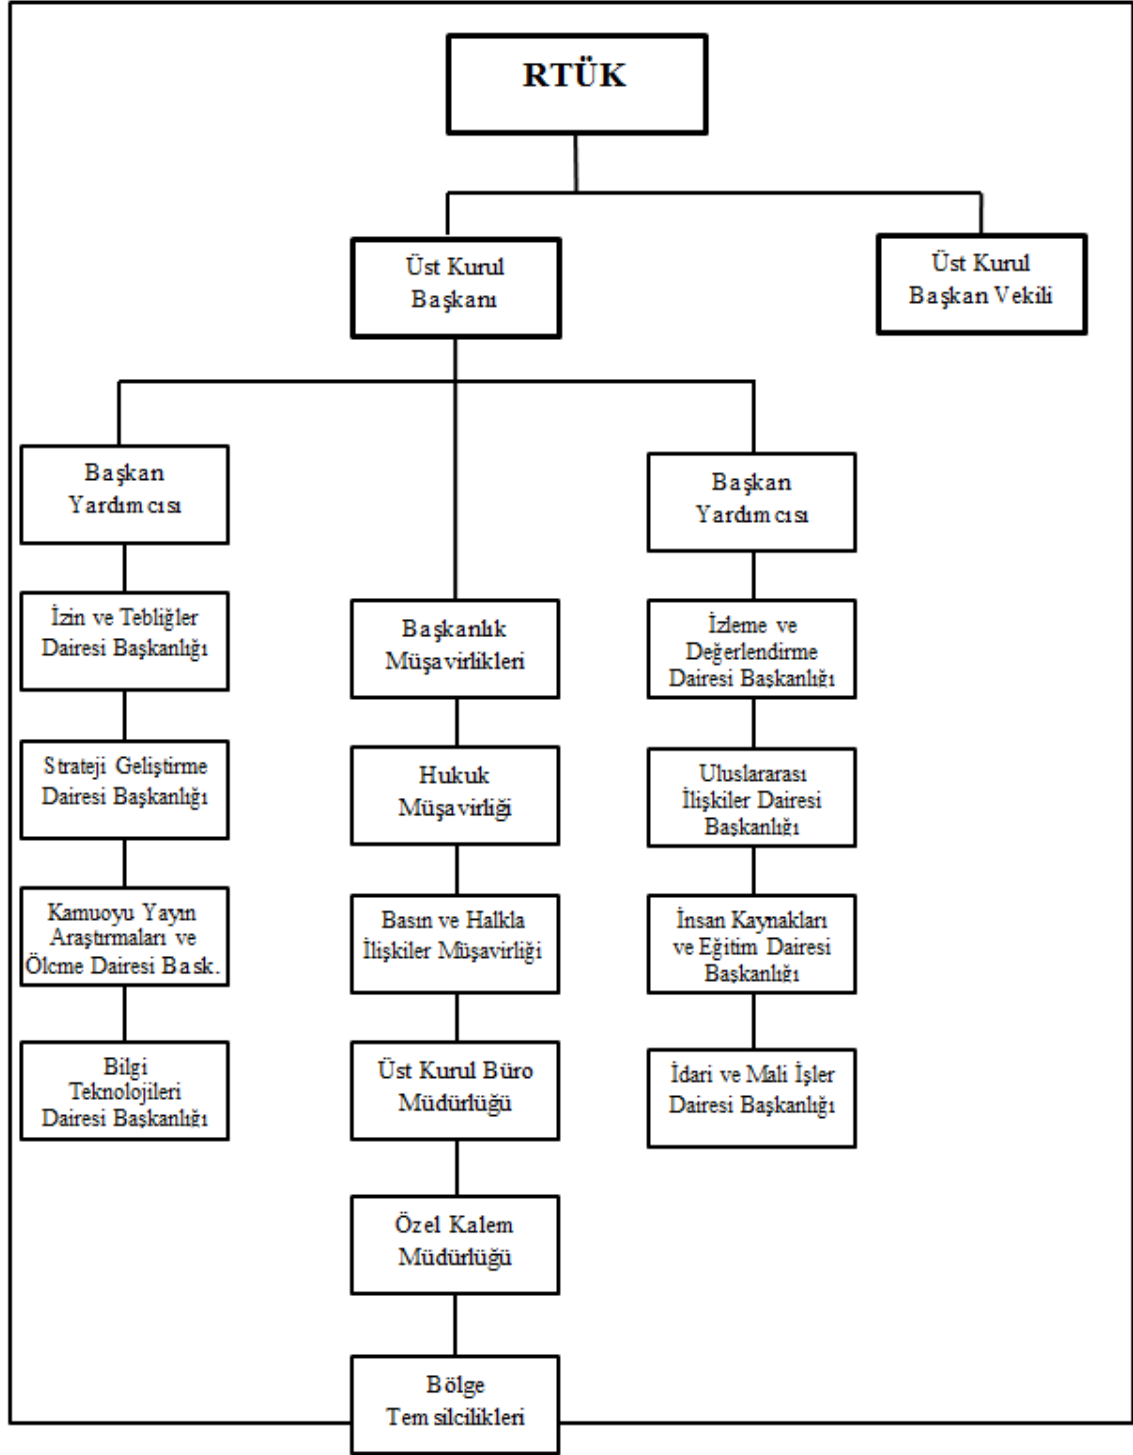 RTÜK
Üst Kurul
Başkanı
Üst Kurul
Başkan Vekili
Başkan
Yardımcısı
İzin ve Tebliğler
Dairesi Başkanlığı
Strateji Geliştirme
Dairesi Başkanlığı
Kamuoyu Yayın
Araştırmaları ve
Ölcme Dairesi Bask.
Bilgi
Teknolojileri
Dairesi Başkanlığı
Başkanlık
Müşavirlikleri
Hukuk
Müşavirliği
Basın ve Halkla
İlişkiler Müşavirliği
Üst Kurul Büro
Müdürlüğü
Özel Kalem
Müdürlüğü
Bölge
Temsilcilikleri
Başkan
Yardımcısı
İzleme ve
Değerlendirme
Dairesi Başkanlığı
Uluslararası
İlişkiler Dairesi
Başkanlığı
İnsan Kaynakları
ve Eğitim Dairesi
Başkanlığı
İdari ve Mali İşler
Dairesi Başkanlığı